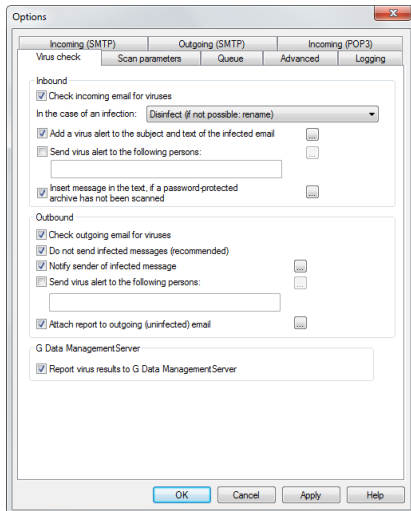 Options
Incoming (SMTP) Outgoing (SMTP) Incoming (POP3)
Virus check Scan parameters Queue Advanced Logging
Inbound
Check incoming email for viruses
In the case of an infection: Disinfect (if not possible: rename)
Add a virus alert to the subject and text of the infected email ...
Send virus alert to the following persons: ...
Insert message in the text, if a password-protected
archive has not been scanned ...
Outbound
Check outgoing email for viruses
Do not send infected messages (recommended)
Notify sender of infected message ...
Send virus alert to the following persons: ...
Attach report to outgoing (uninfected) email ...
G Data ManagementServer
Report virus results to G Data ManagementServer
OK Cancel Apply Help